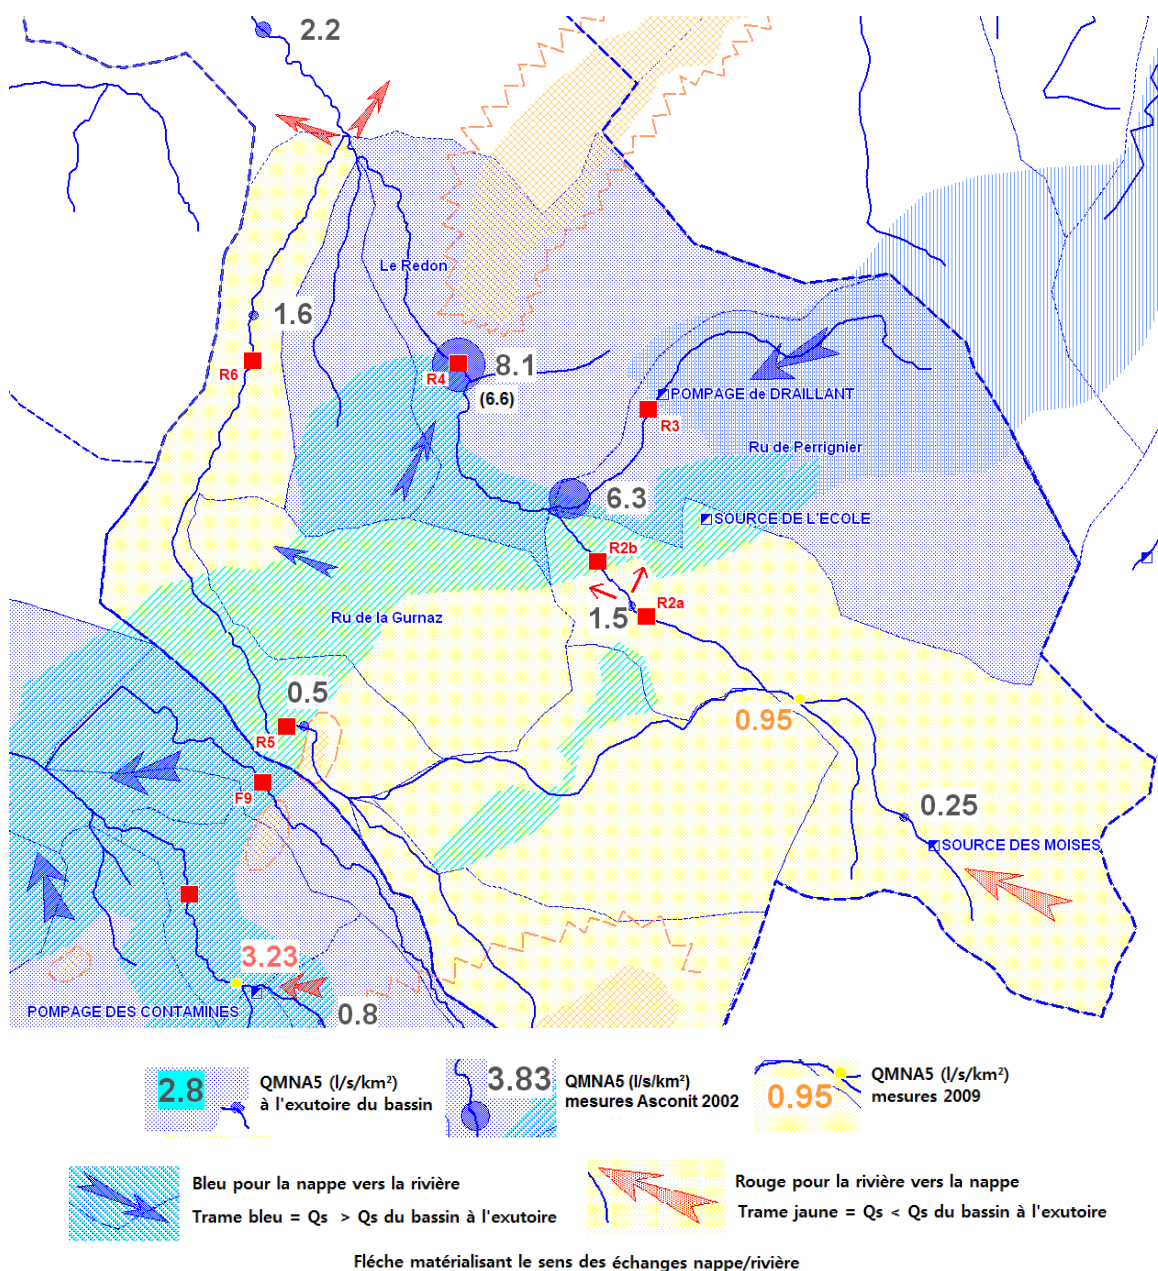 2.2
Le Redon
1.6
R6
R4
8.1
(6.6)
POMPAGE de DRAILLANT
R3
Ru de Perrignier
6.3
SOURCE DE L'ECOLE
R2b
R2a
1.5
Ru de la Gurnaz
0.5
R5
0.95
F9
0.25
SOURCE DES MOISES
3.23
POMPAGE DES CONTAMINES
0.8
2.8
QMNA5 (l/s/km²)
à l'exutoire du bassin
3.83
QMNA5 (l/s/km²)
mesures Asconit 2002
0.95
QMNA5 (l/s/km²)
mesures 2009
Bleu pour la nappe vers la rivière
Trame bleu = Qs > Qs du bassin à l'exutoire
Rouge pour la rivière vers la nappe
Trame jaune = Qs < Qs du bassin à l'exutoire
Fléche matérialisant le sens des échanges nappe/rivière